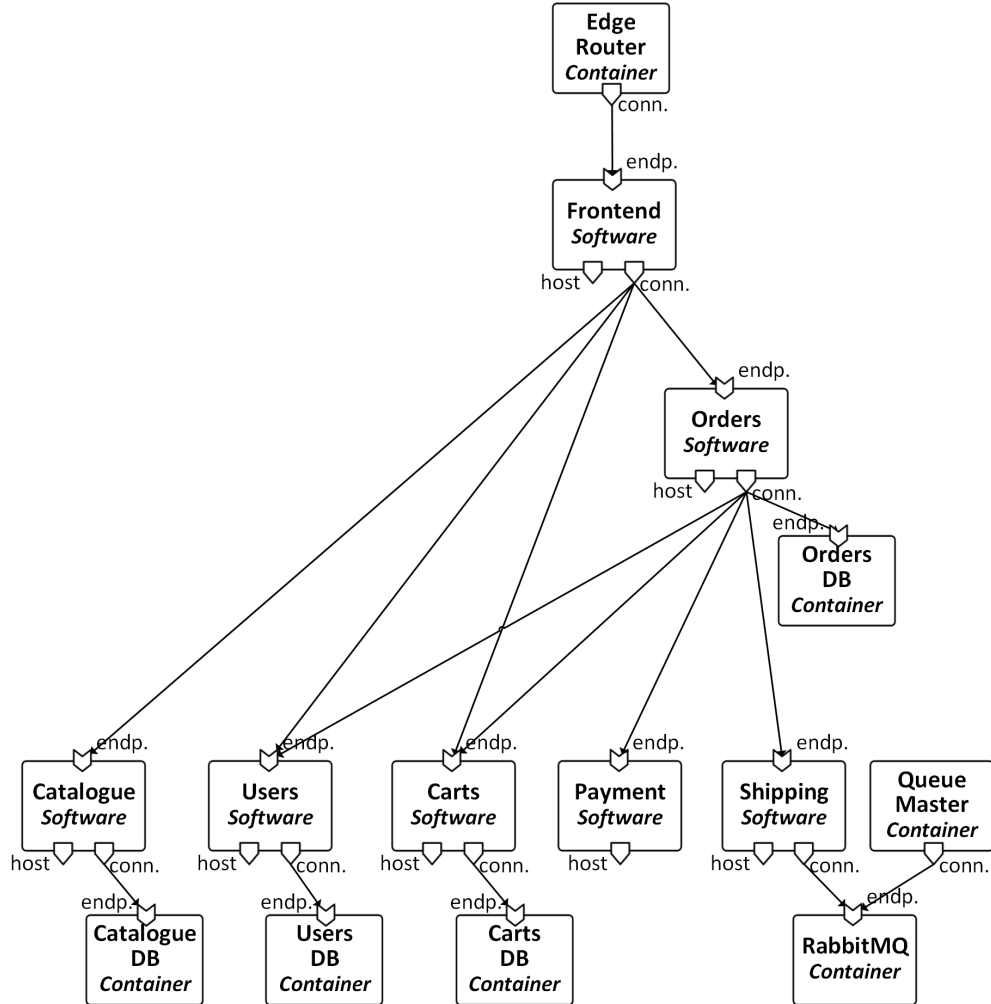 Edge
Router
Container
conn.
endp.
Frontend
Software
host
conn.
endp.
Orders
Software
host
conn.
endp.
Orders
DB
Container
endp.
endp.
endp.
endp.
endp.
Catalogue
Software
Users
Software
Carts
Software
Payment
Software
Shipping
Software
Queue
Master
Container
host
conn.
host
conn.
host
conn.
host
host
conn.
conn.
endp.
endp.
endp.
endp.
Catalogue
DB
Container
Users
DB
Container
Carts
DB
Container
RabbitMQ
Container